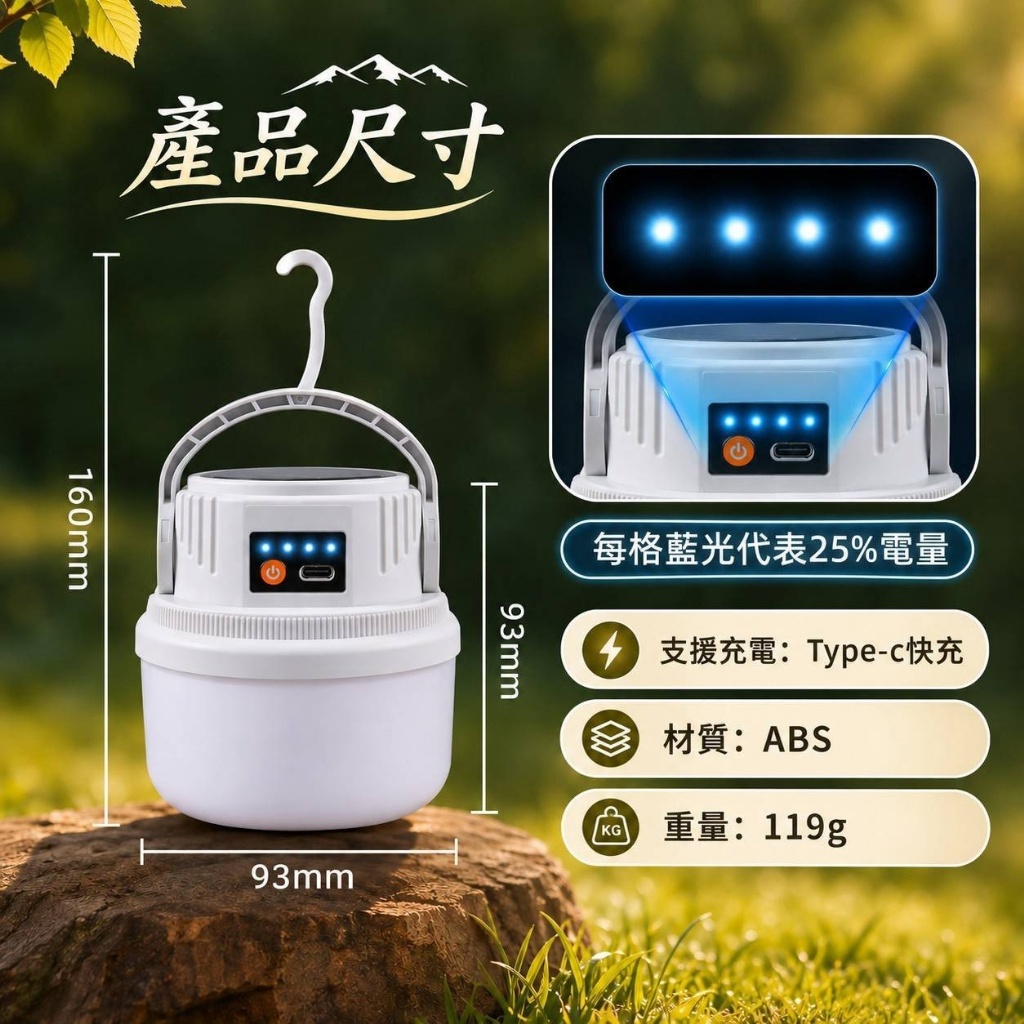 產品尺寸
160mm
93mm
93mm
每格藍光代表25%電量
支援充電：Type-c快充
材質：ABS
KG
重量：119g